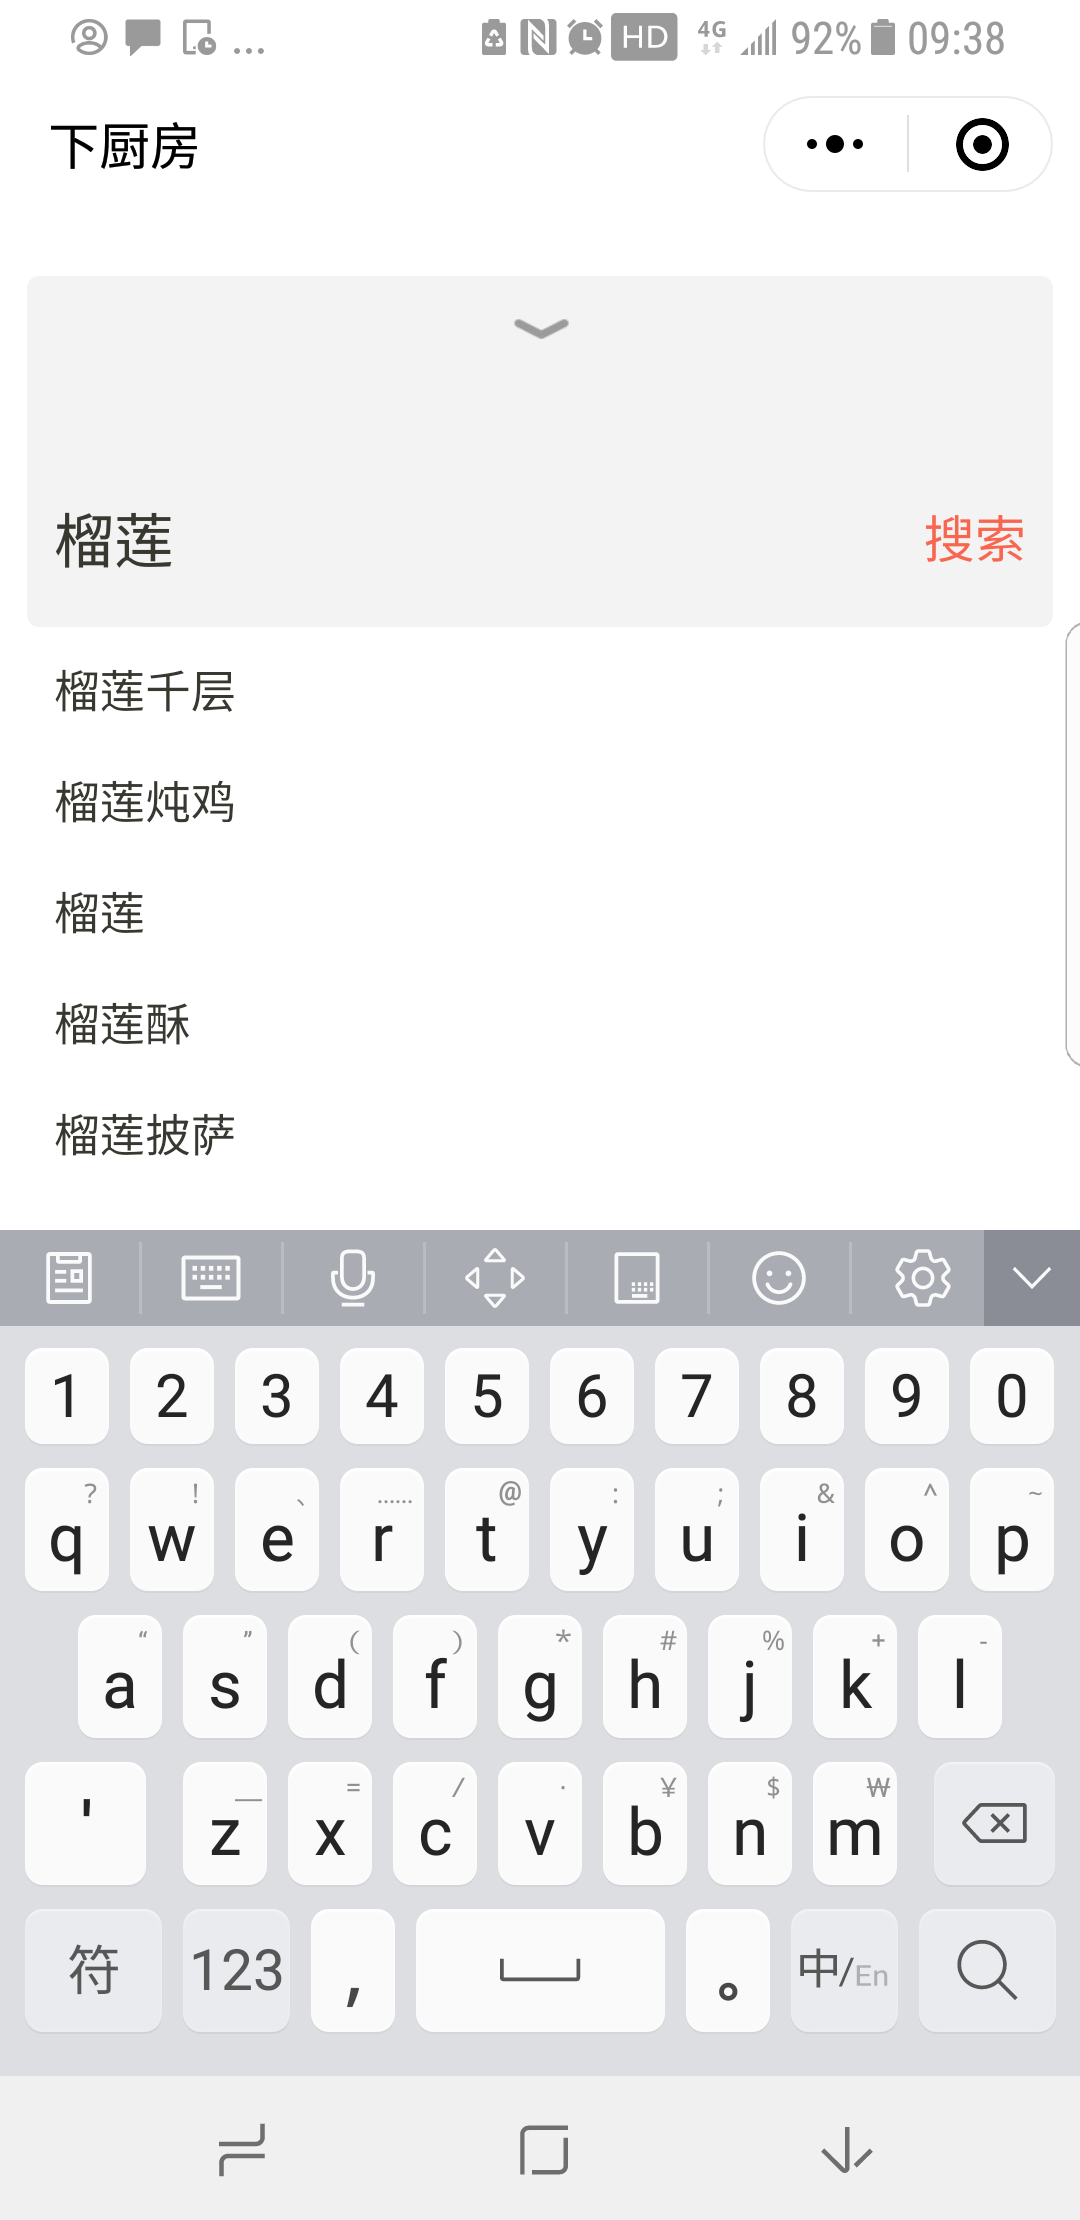 HD 4G 92% 09:38
下厨房
榴莲 搜索
榴莲千层
榴莲炖鸡
榴莲
榴莲酥
榴莲披萨
1 2 3 4 5 6 7 8 9 0
? ! 、 …… @ : ; & ^ ~
q w e r t y u i o p
“ ” ( ) * # % + -
a s d f g h j k l
— = / · ¥ $ ₩
' z x c v b n m
符 123 , 。 中/En